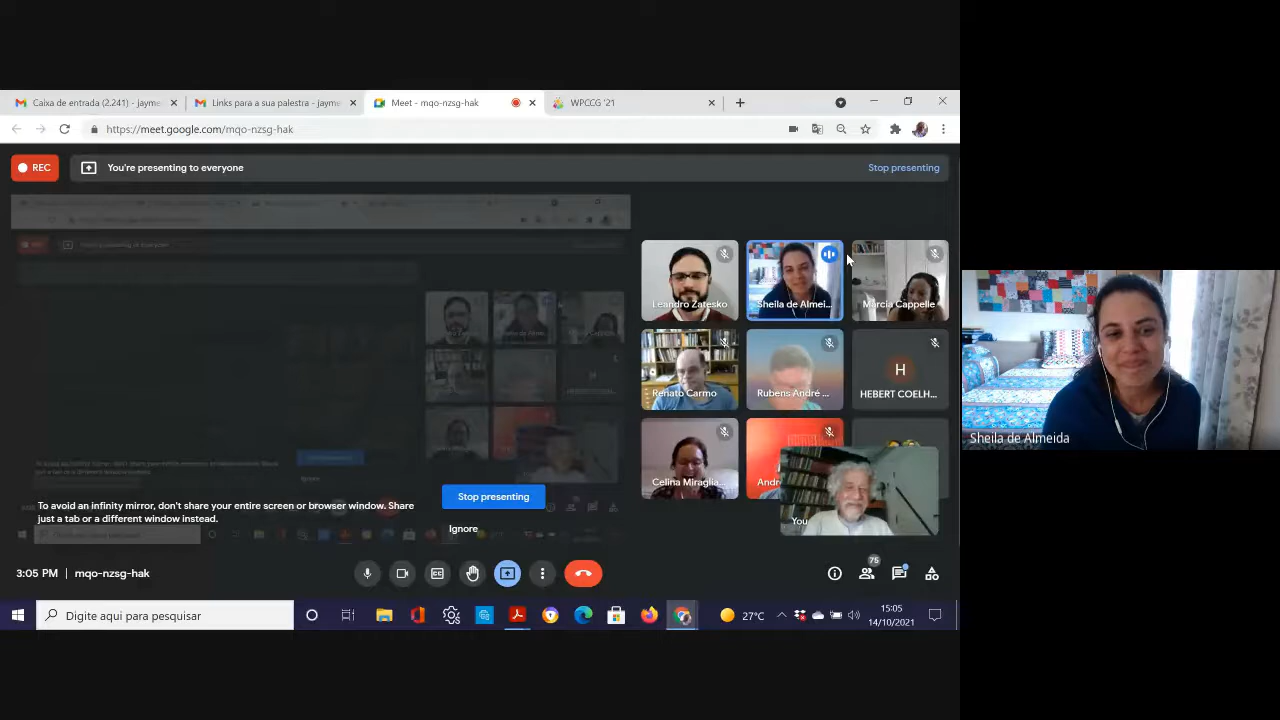 Caixa de entrada (2.241) - jayme
Links para a sua palestra - jayme
Meet - mqo-nzsg-hak
WPCCG '21
https://meet.google.com/mqo-nzsg-hak
REC
You're presenting to everyone
Stop presenting
Leandro Zatesko
Sheila de Almei...
Márcia Cappelle
Renato Carmo
Rubens André ...
H
HEBERT COELH...
Celina Miraglia...
André
You
Sheila de Almeida
To avoid an infinity mirror, don't share your entire screen or browser window. Share
just a tab or a different window instead.
Stop presenting
Ignore
3:05 PM | mqo-nzsg-hak
75
Digite aqui para pesquisar
27°C
15:05
14/10/2021